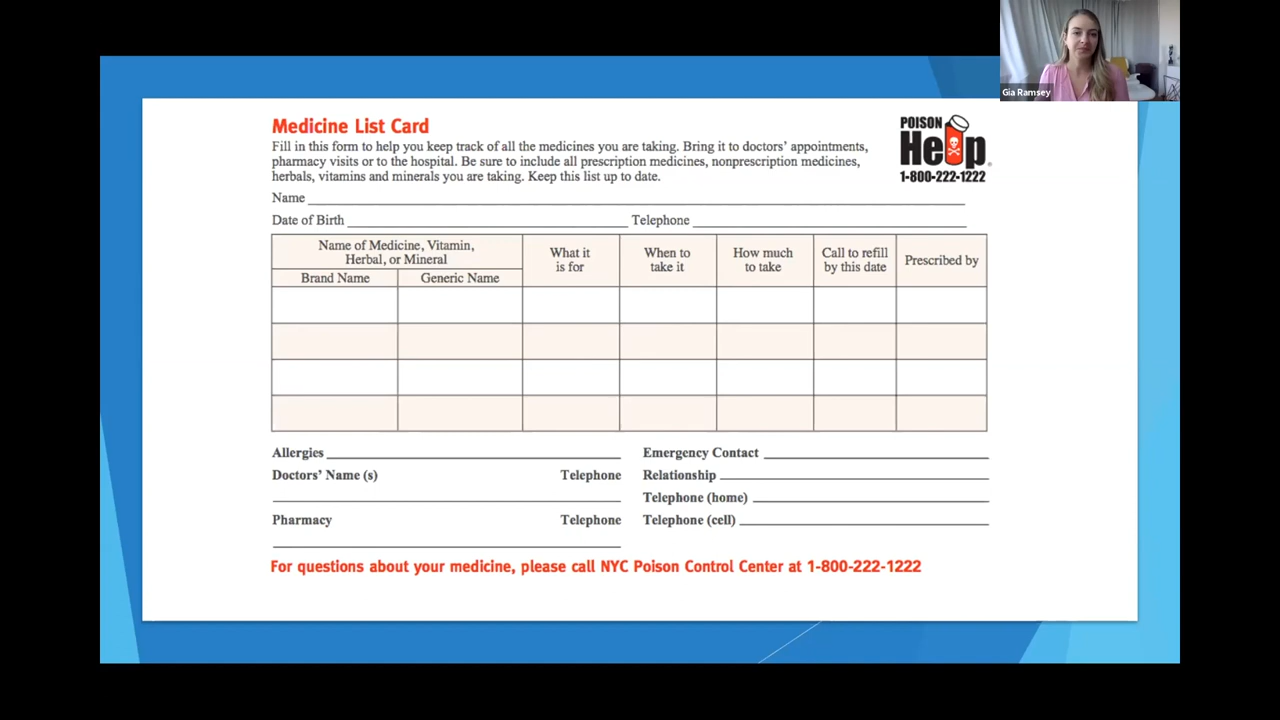 Gia Ramsey
Medicine List Card
Fill in this form to help you keep track of all the medicines you are taking. Bring it to doctors' appointments,
pharmacy visits or to the hospital. Be sure to include all prescription medicines, nonprescription medicines,
herbals, vitamins and minerals you are taking. Keep this list up to date.
POISON
Help
1-800-222-1222
Name
Date of Birth Telephone
Name of Medicine, Vitamin,
Herbal, or Mineral
Brand Name Generic Name
What it
is for
When to
take it
How much
to take
Call to refill
by this date
Prescribed by
Allergies
Doctors' Name (s) Telephone
Pharmacy Telephone
Emergency Contact
Relationship
Telephone (home)
Telephone (cell)
For questions about your medicine, please call NYC Poison Control Center at 1-800-222-1222